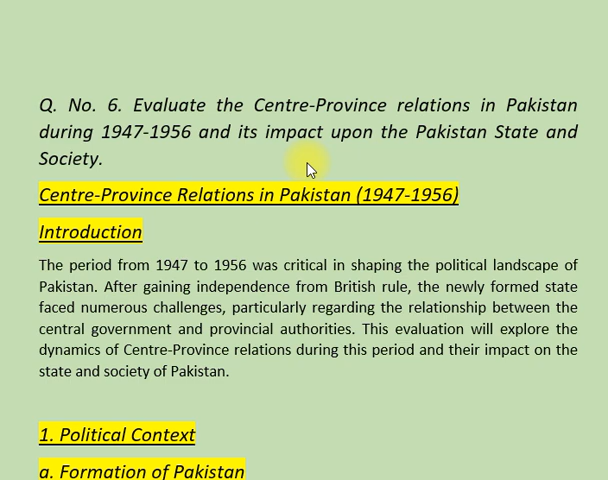 Q. No. 6. Evaluate the Centre-Province relations in Pakistan
during 1947-1956 and its impact upon the Pakistan State and
Society.
Centre-Province Relations in Pakistan (1947-1956)
Introduction
The period from 1947 to 1956 was critical in shaping the political landscape of
Pakistan. After gaining independence from British rule, the newly formed state
faced numerous challenges, particularly regarding the relationship between the
central government and provincial authorities. This evaluation will explore the
dynamics of Centre-Province relations during this period and their impact on the
state and society of Pakistan.
1. Political Context
a. Formation of Pakistan